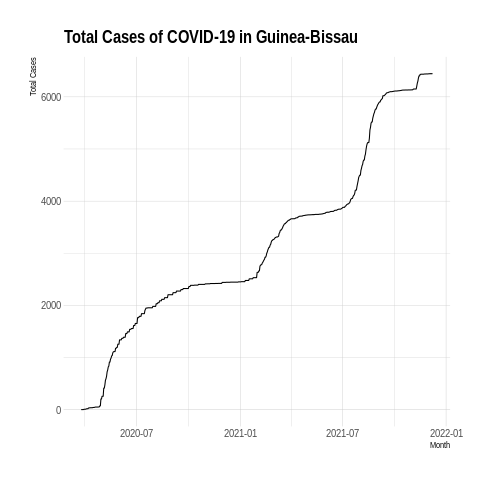 Total Cases of COVID-19 in Guinea-Bissau
Total Cases
6000
4000
2000
0
2020-07 2021-01 2021-07 2022-01
Month